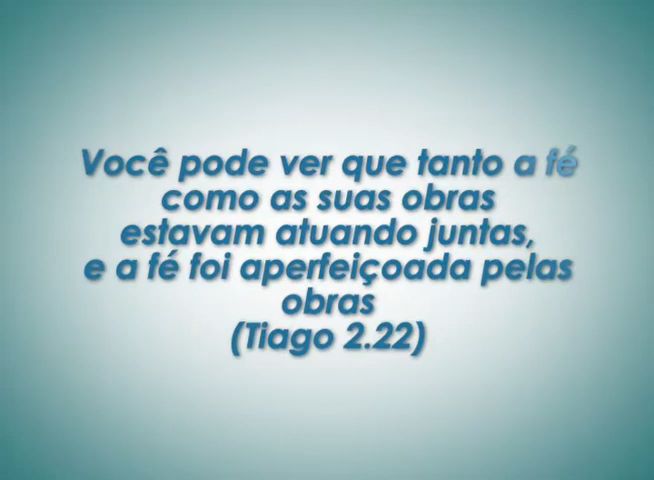 Você pode ver que tanto a fé
como as suas obras
estavam atuando juntas,
e a fé foi aperfeiçoada pelas
obras
(Tiago 2.22)